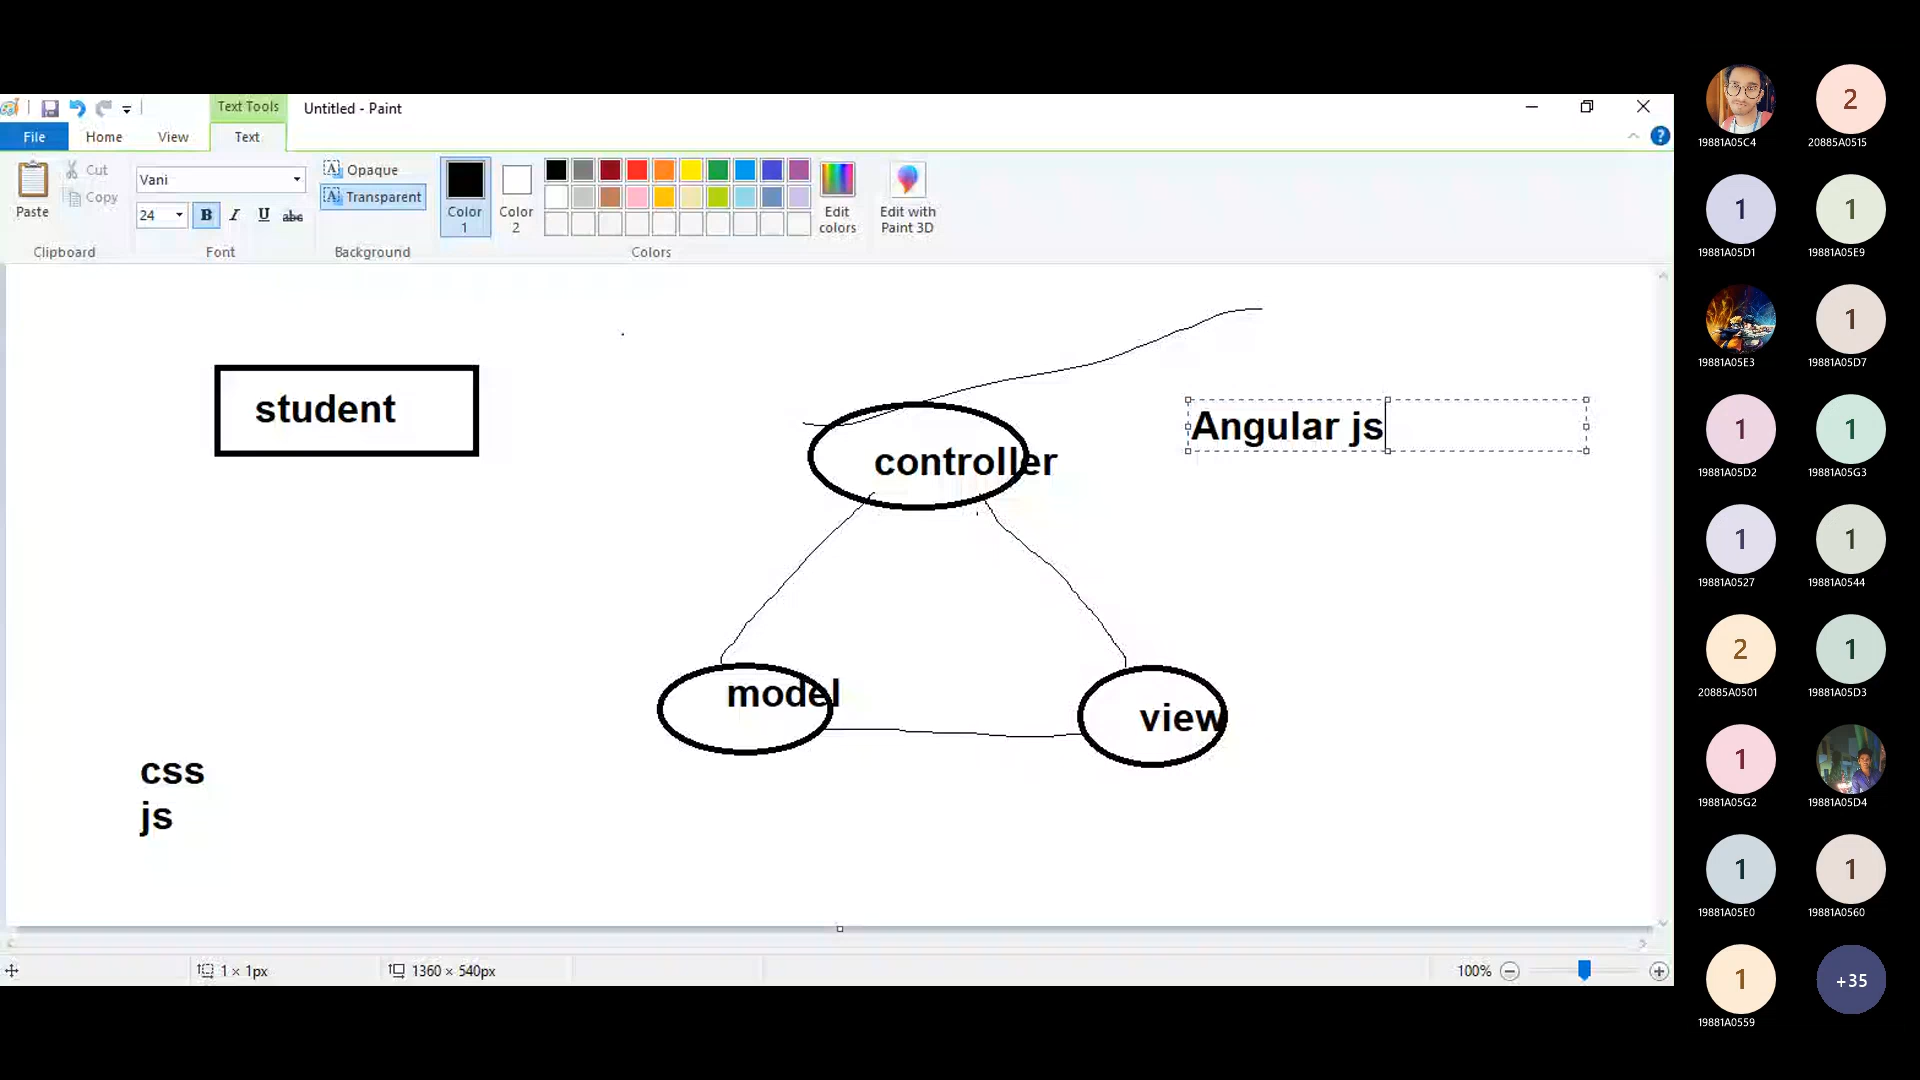 Text Tools
Untitled - Paint
File
Home
View
Text
Paste
Cut
Copy
Clipboard
Vani
24
B
I
U
abc
Font
Opaque
Transparent
Background
Color
1
Color
2
Edit
colors
Colors
Edit with
Paint 3D
student
controller
Angular js
model
view
css
js
1 × 1px
1360 × 540px
100%
19881A05C4
2
20885A0515
1
19881A05D1
1
19881A05E9
19881A05E3
1
19881A05D7
1
19881A05D2
1
19881A05G3
1
19881A0527
1
19881A0544
2
20885A0501
1
19881A05D3
1
19881A05G2
19881A05D4
1
19881A05E0
1
19881A0560
1
19881A0559
+35